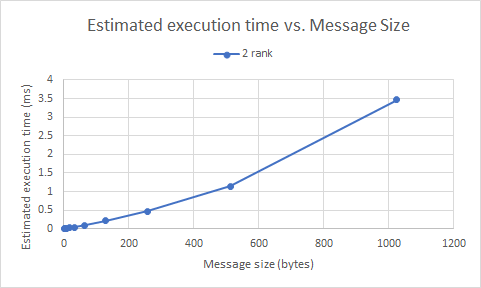 Estimated execution time vs. Message Size
2 rank
Estimated execution time (ms)
4
3.5
3
2.5
2
1.5
1
0.5
0
0 200 400 600 800 1000 1200
Message size (bytes)